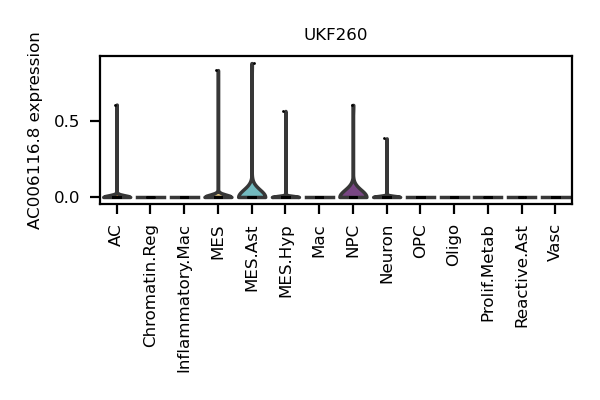 UKF260
AC006116.8 expression
0.5
0.0
AC
Chromatin.Reg
Inflammatory.Mac
MES
MES.Ast
MES.Hyp
Mac
NPC
Neuron
OPC
Oligo
Prolif.Metab
Reactive.Ast
Vasc